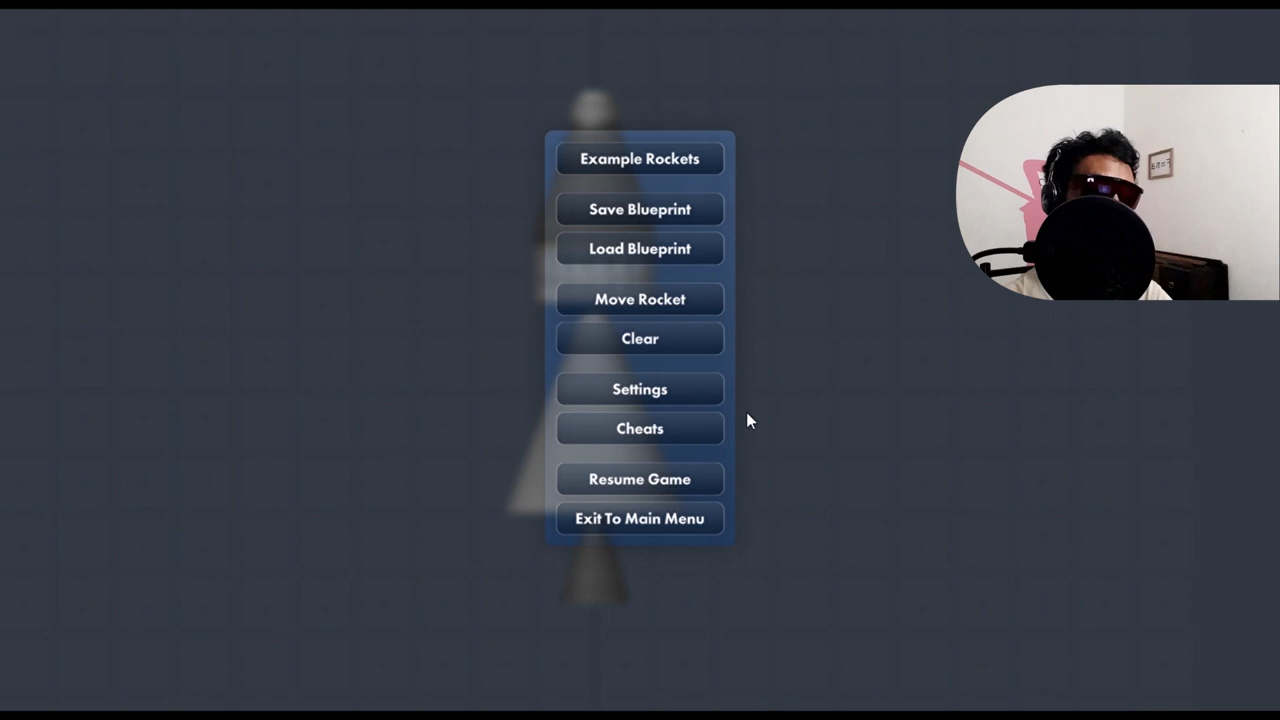 Example Rockets
Save Blueprint
Load Blueprint
Move Rocket
Clear
Settings
Cheats
Resume Game
Exit To Main Menu